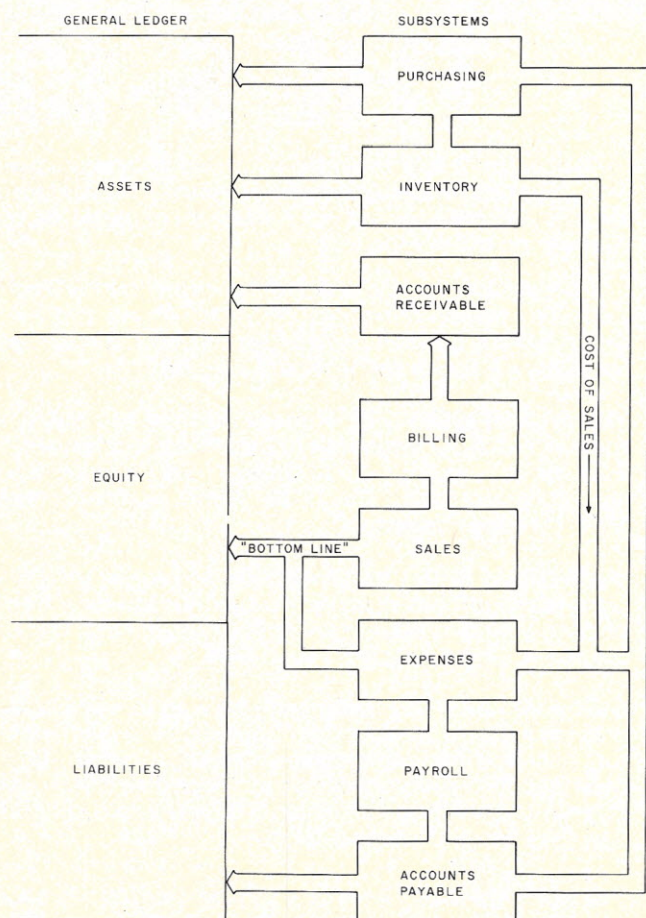 GENERAL LEDGER
SUBSYSTEMS
PURCHASING
ASSETS
INVENTORY
ACCOUNTS
RECEIVABLE
COST OF SALES
BILLING
EQUITY
"BOTTOM LINE"
SALES
EXPENSES
LIABILITIES
PAYROLL
ACCOUNTS
PAYABLE